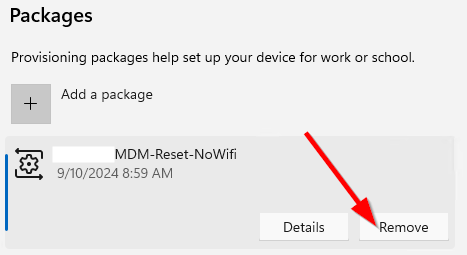 Packages
Provisioning packages help set up your device for work or school.
Add a package
MDM-Reset-NoWifi
9/10/2024 8:59 AM
Details Remove